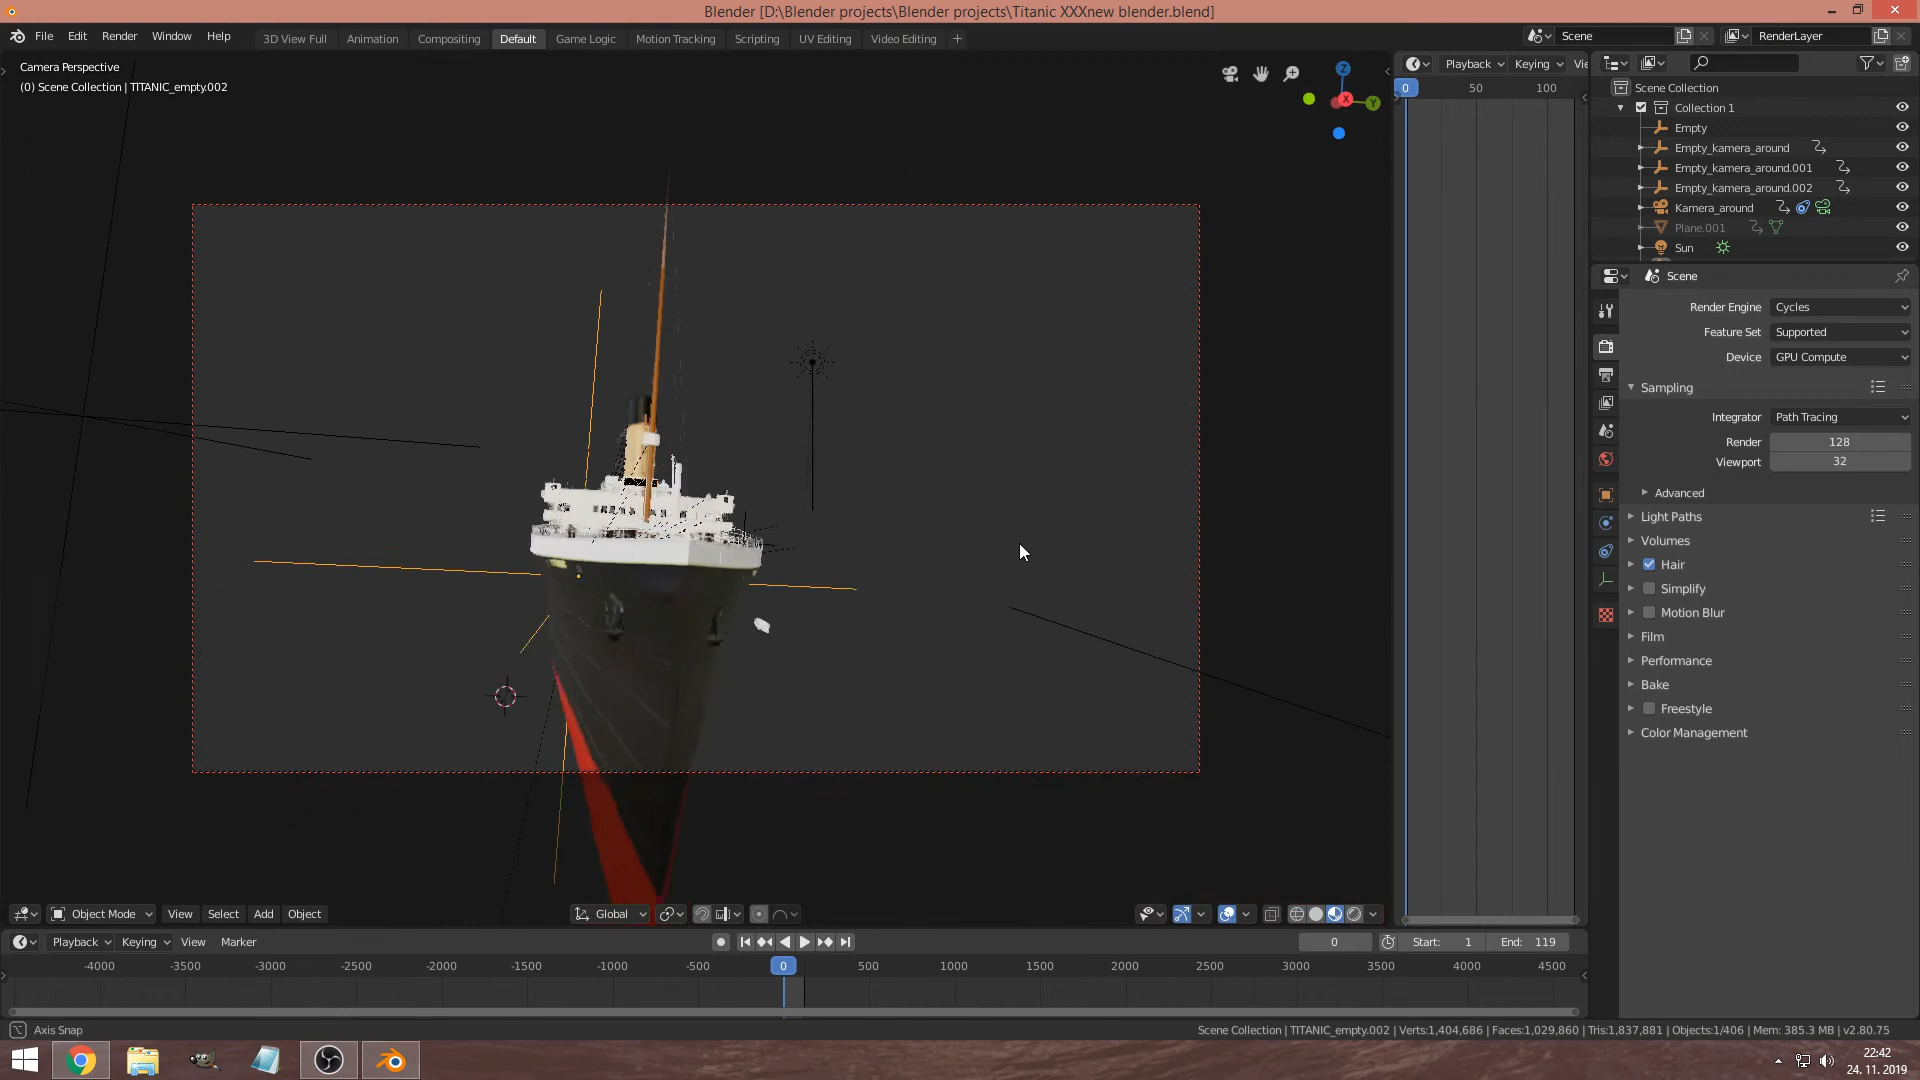 Blender [D:\Blender projects\Blender projects\Titanic XXXnew blender.blend]
File Edit Render Window Help
3D View Full Animation Compositing Default Game Logic Motion Tracking Scripting UV Editing Video Editing +
Scene
RenderLayer
Camera Perspective
(0) Scene Collection | TITANIC_empty.002
Z
X
Y
Playback Keying Vie
0 50 100
Scene Collection
Collection 1
Empty
Empty_kamera_around
Empty_kamera_around.001
Empty_kamera_around.002
Kamera_around
Plane.001
Sun
Scene
Render Engine Cycles
Feature Set Supported
Device GPU Compute
Sampling
Integrator Path Tracing
Render 128
Viewport 32
Advanced
Light Paths
Volumes
Hair
Simplify
Motion Blur
Film
Performance
Bake
Freestyle
Color Management
Object Mode View Select Add Object
Global
Playback Keying View Marker
0 Start: 1 End: 119
-4000 -3500 -3000 -2500 -2000 -1500 -1000 -500 0 500 1000 1500 2000 2500 3000 3500 4000 4500
Axis Snap
Scene Collection | TITANIC_empty.002 | Verts:1,404,686 | Faces:1,029,860 | Tris:1,837,881 | Objects:1/406 | Mem: 385.3 MB | v2.80.75
22:42
24. 11. 2019